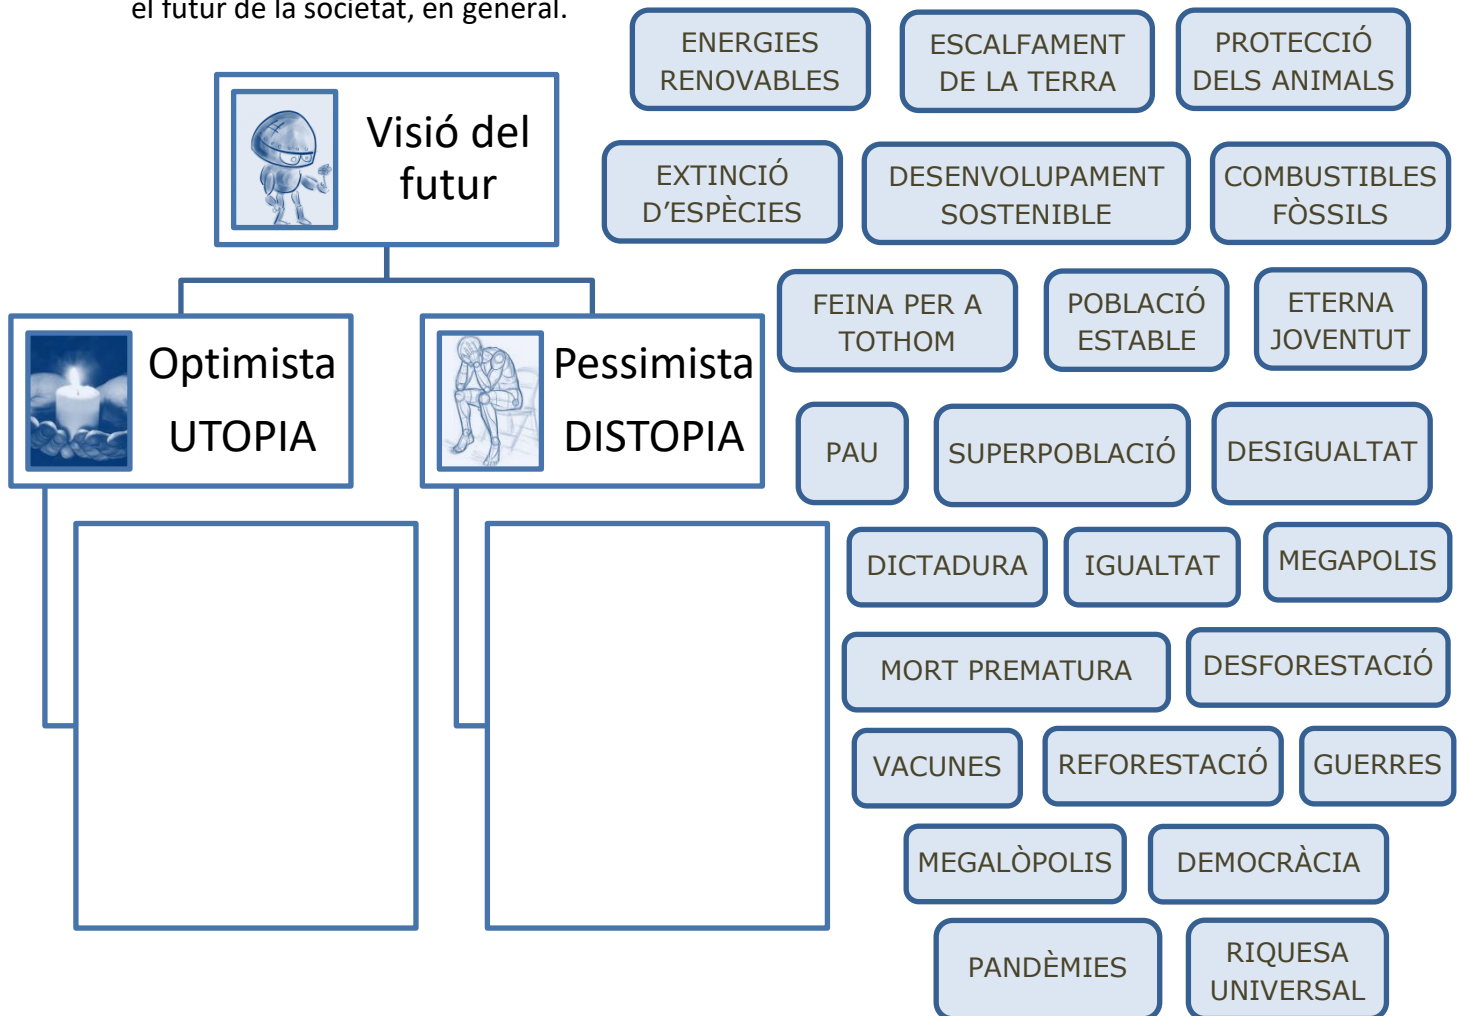 el futur de la societat, en general.
Visió del
futur
Optimista
UTOPIA
Pessimista
DISTOPIA
ENERGIES
RENOVABLES
ESCALFAMENT
DE LA TERRA
PROTECCIÓ
DELS ANIMALS
EXTINCIÓ
D’ESPÈCIES
DESENVOLUPAMENT
SOSTENIBLE
COMBUSTIBLES
FÒSSILS
FEINA PER A
TOTHOM
POBLACIÓ
ESTABLE
ETERNA
JOVENTUT
PAU
SUPERPOBLACIÓ
DESIGUALTAT
DICTADURA
IGUALTAT
MEGAPOLIS
MORT PREMATURA
DESFORESTACIÓ
VACUNES
REFORESTACIÓ
GUERRES
MEGALÒPOLIS
DEMOCRÀCIA
PANDÈMIES
RIQUESA
UNIVERSAL